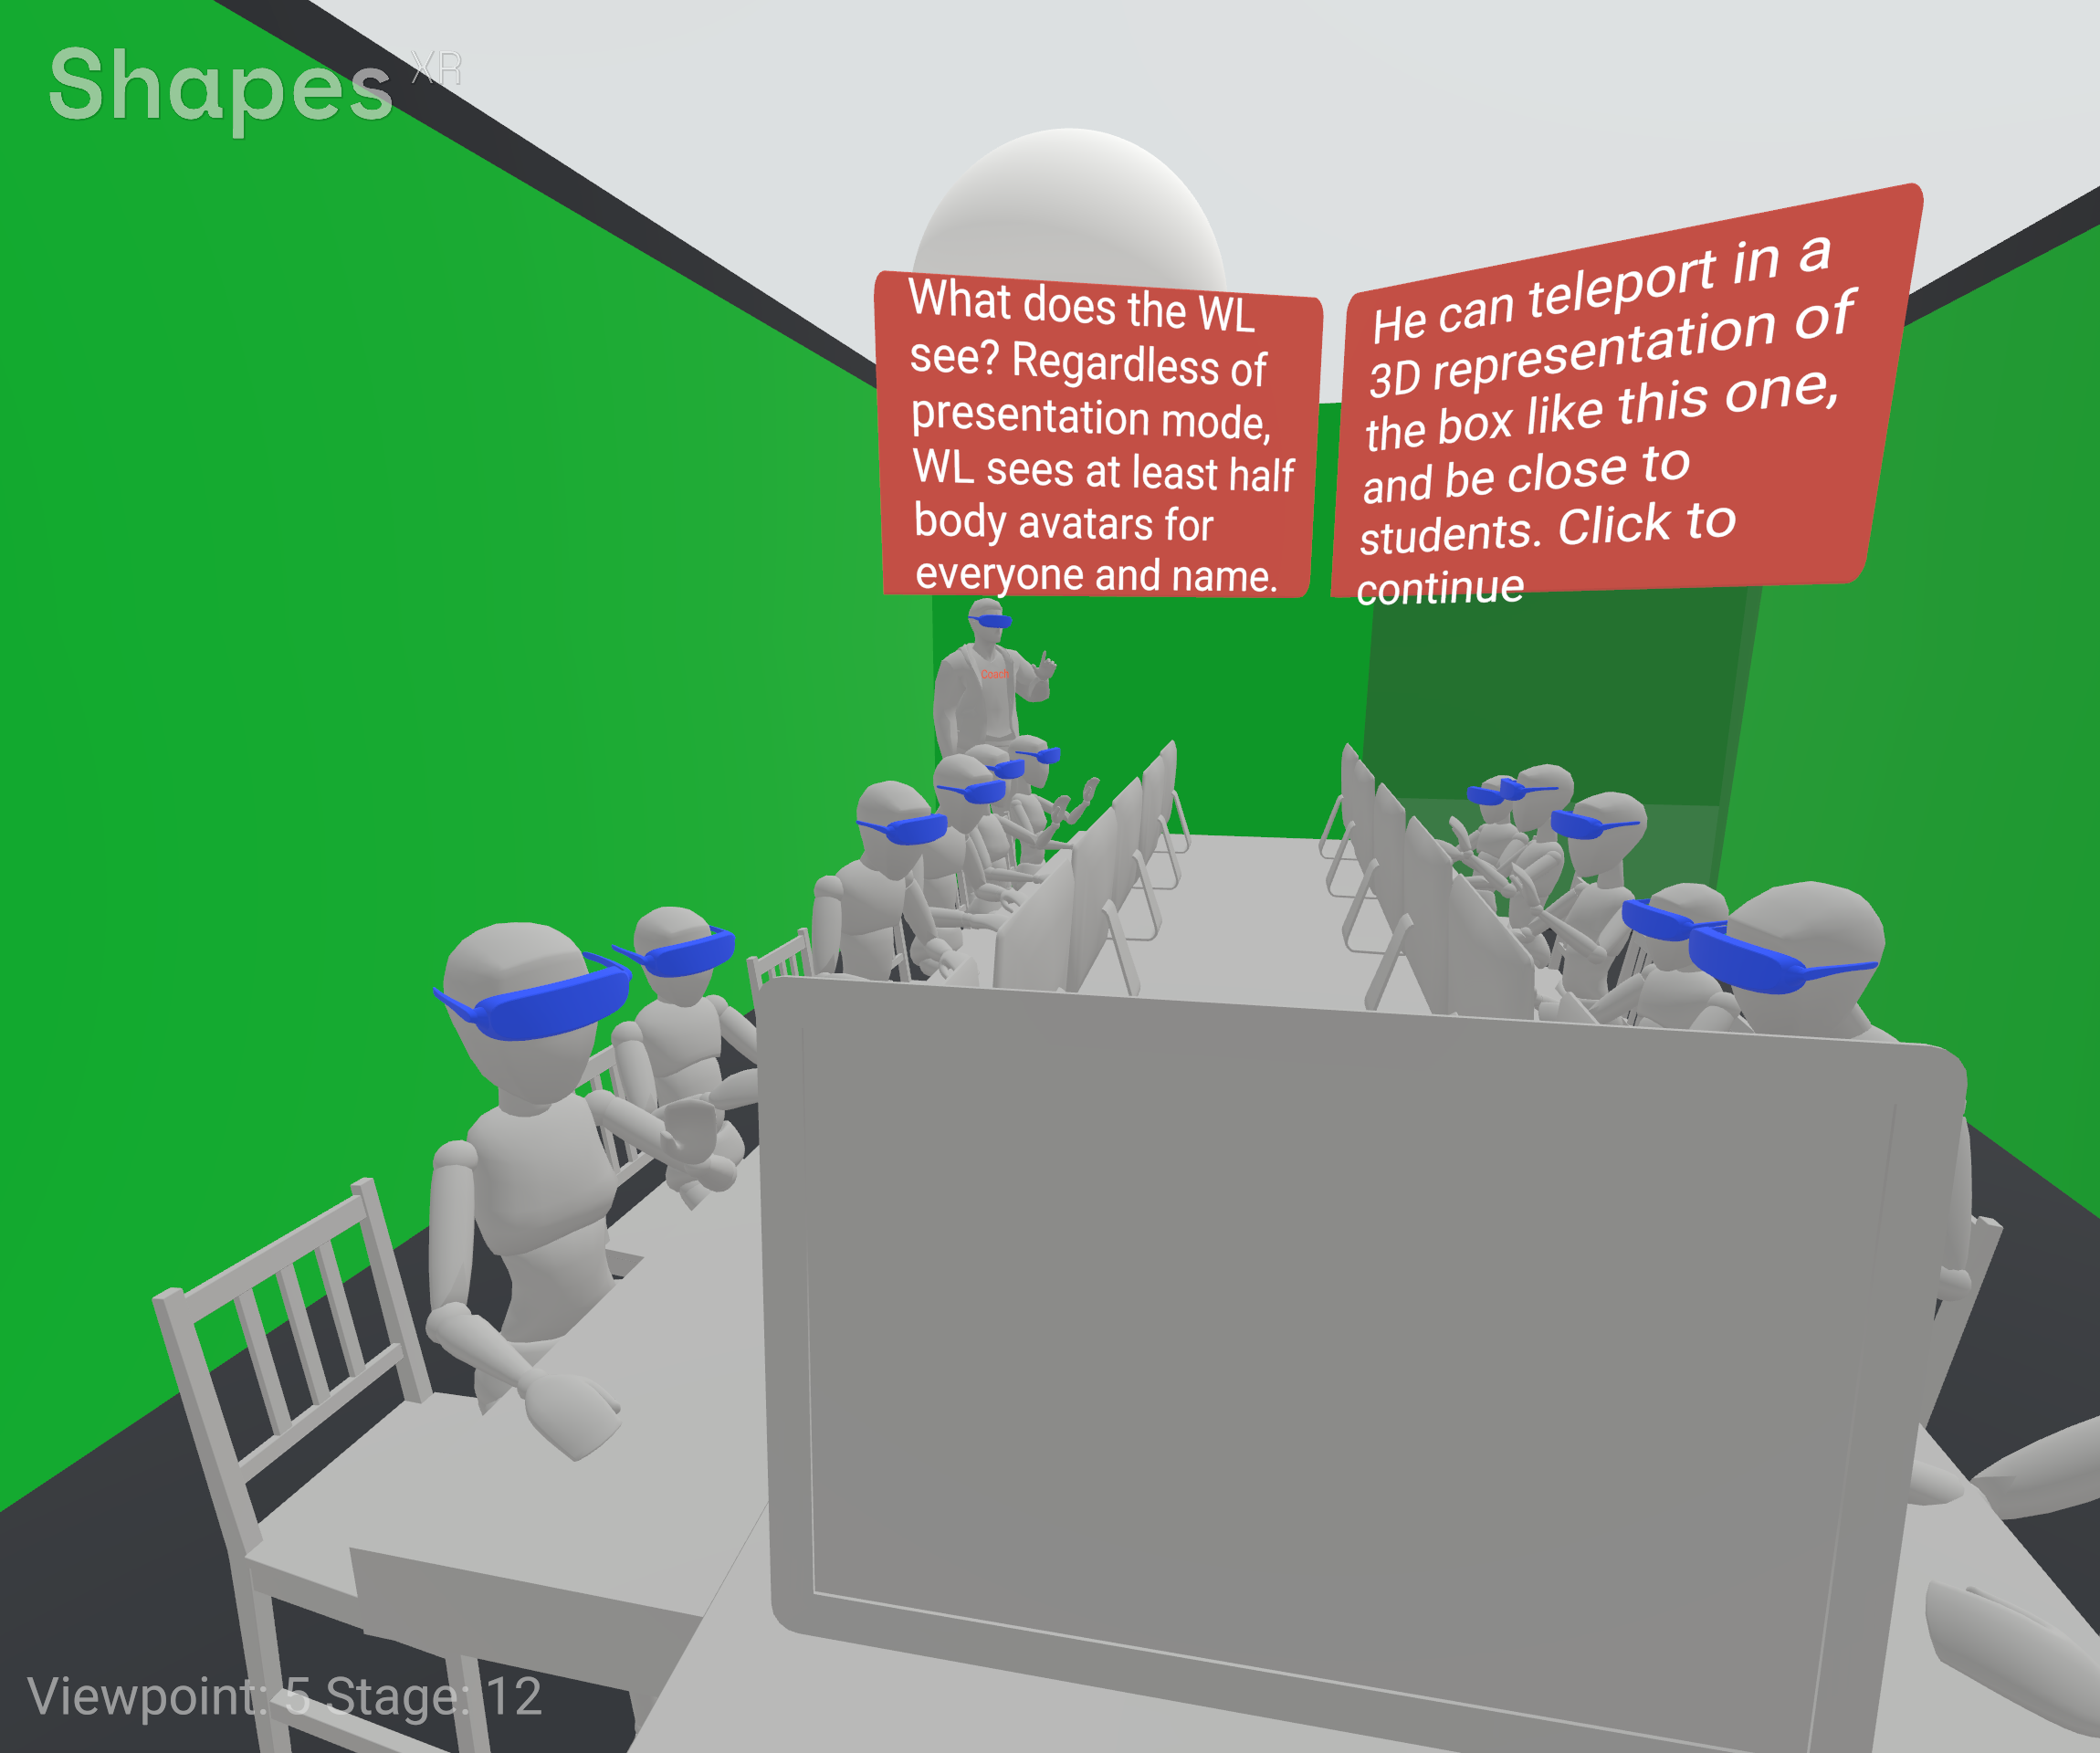 Shapes XR
What does the WL
see? Regardless of
presentation mode,
WL sees at least half
body avatars for
everyone and name.
He can teleport in a
3D representation of
the box like this one,
and be close to
students. Click to
continue
Coach
Viewpoint: 5 Stage: 12